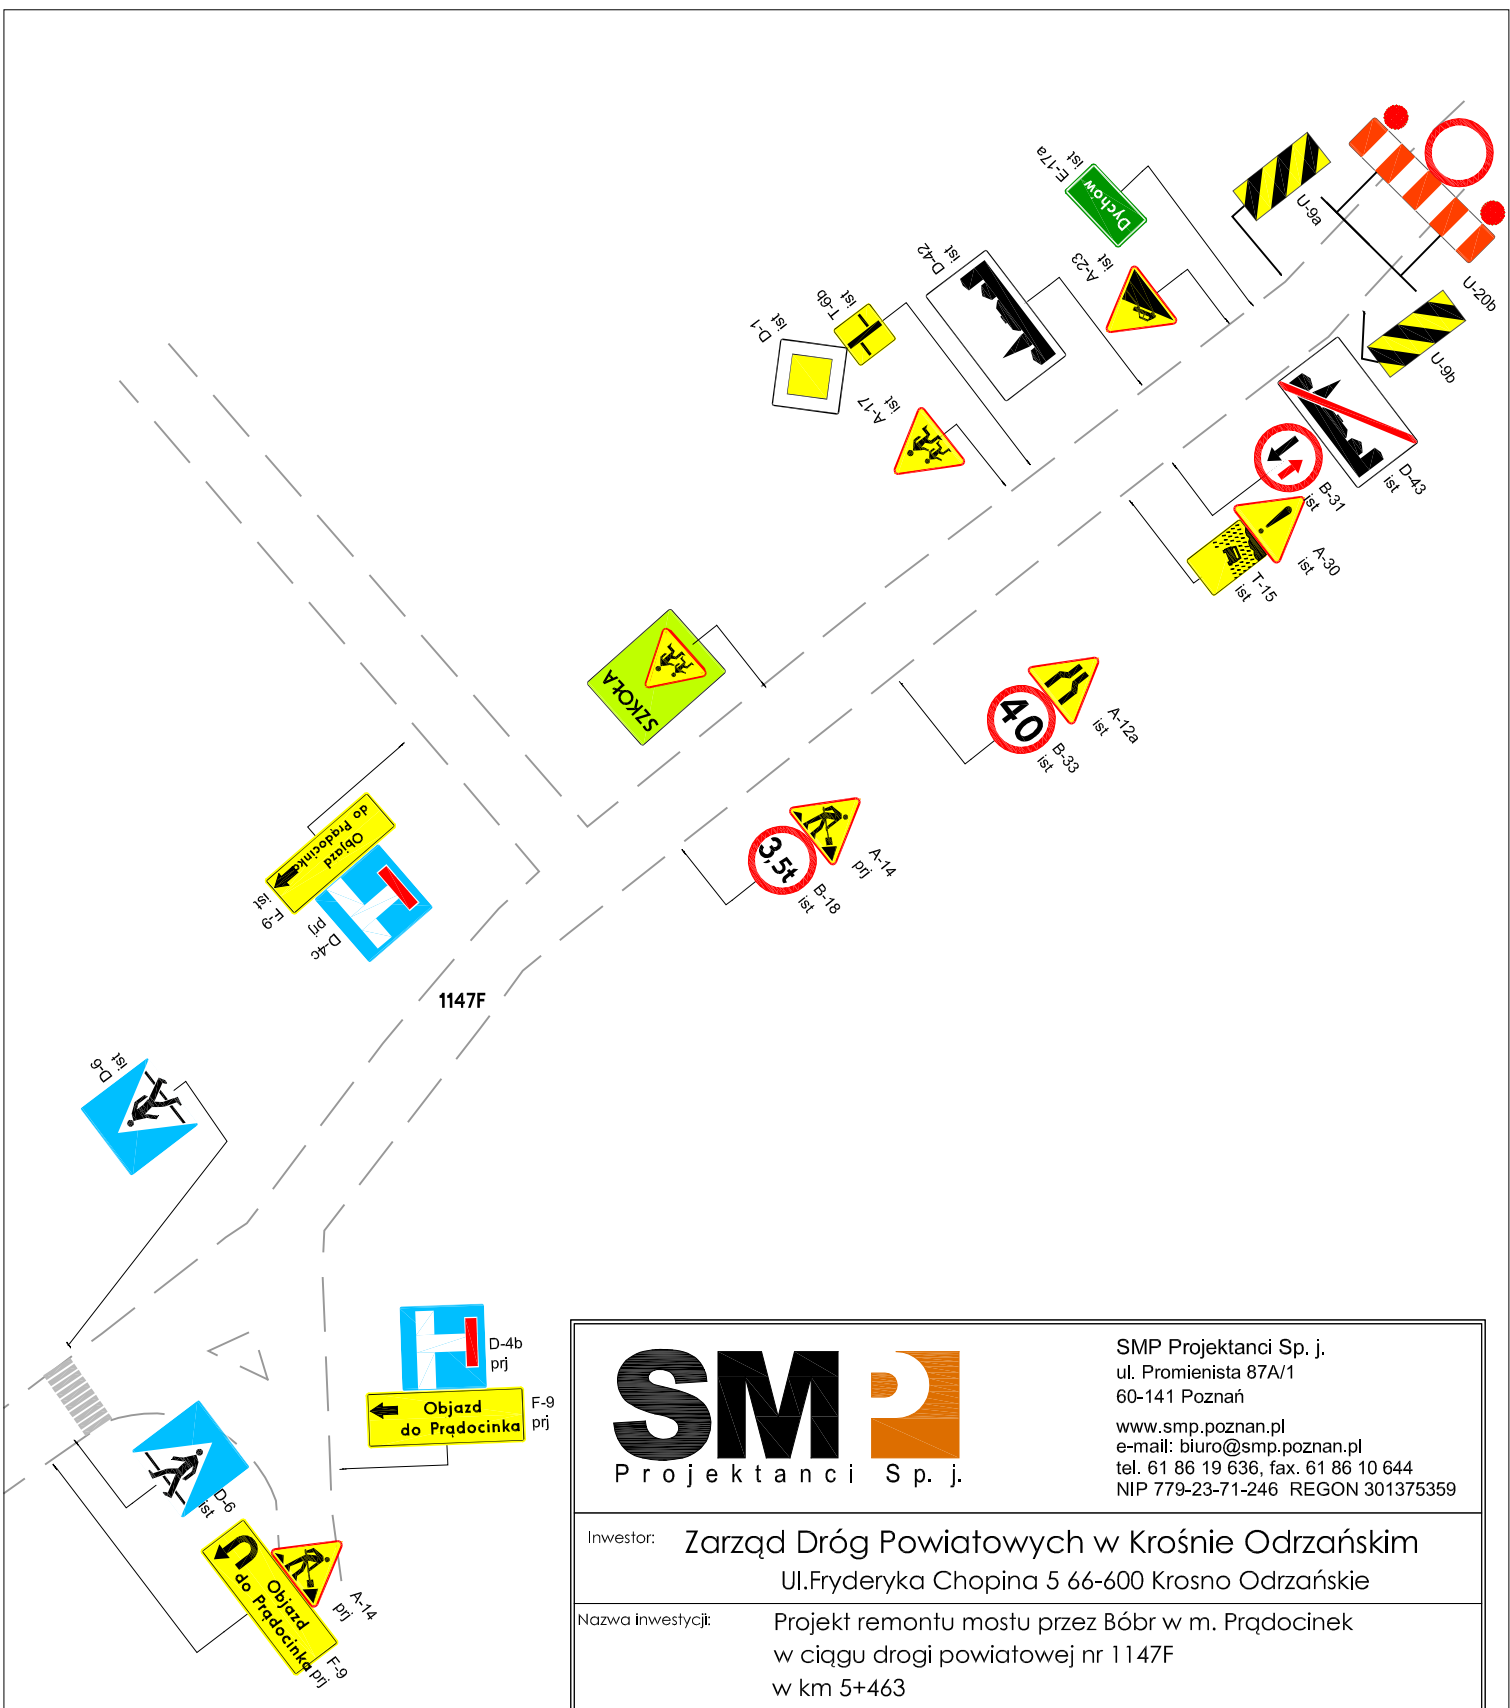 E-17a
ist
Dychów
U-9a
U-20b
U-9b
D-42
ist
A-23
ist
T-6b
ist
D-1
ist
A-17
ist
D-43
ist
B-31
ist
A-30
ist
T-15
ist
SZKOŁA
A-12a
ist
40
B-33
ist
A-14
prj
3,5t
B-18
ist
Objazd
do Prądocinka
F-9
ist
D-4c
prj
1147F
D-6
ist
D-4b
prj
Objazd
do Prądocinka
F-9
prj
D-6
ist
A-14
prj
Objazd
do Prądocinka
F-9
prj
SMP
Projektanci Sp. j.
SMP Projektanci Sp. j.
ul. Promienista 87A/1
60-141 Poznań
www.smp.poznan.pl
e-mail: biuro@smp.poznan.pl
tel. 61 86 19 636, fax. 61 86 10 644
NIP 779-23-71-246 REGON 301375359
Inwestor: Zarząd Dróg Powiatowych w Krośnie Odrzańskim
Ul.Fryderyka Chopina 5 66-600 Krosno Odrzańskie
Nazwa inwestycji: Projekt remontu mostu przez Bóbr w m. Prądocinek
w ciągu drogi powiatowej nr 1147F
w km 5+463